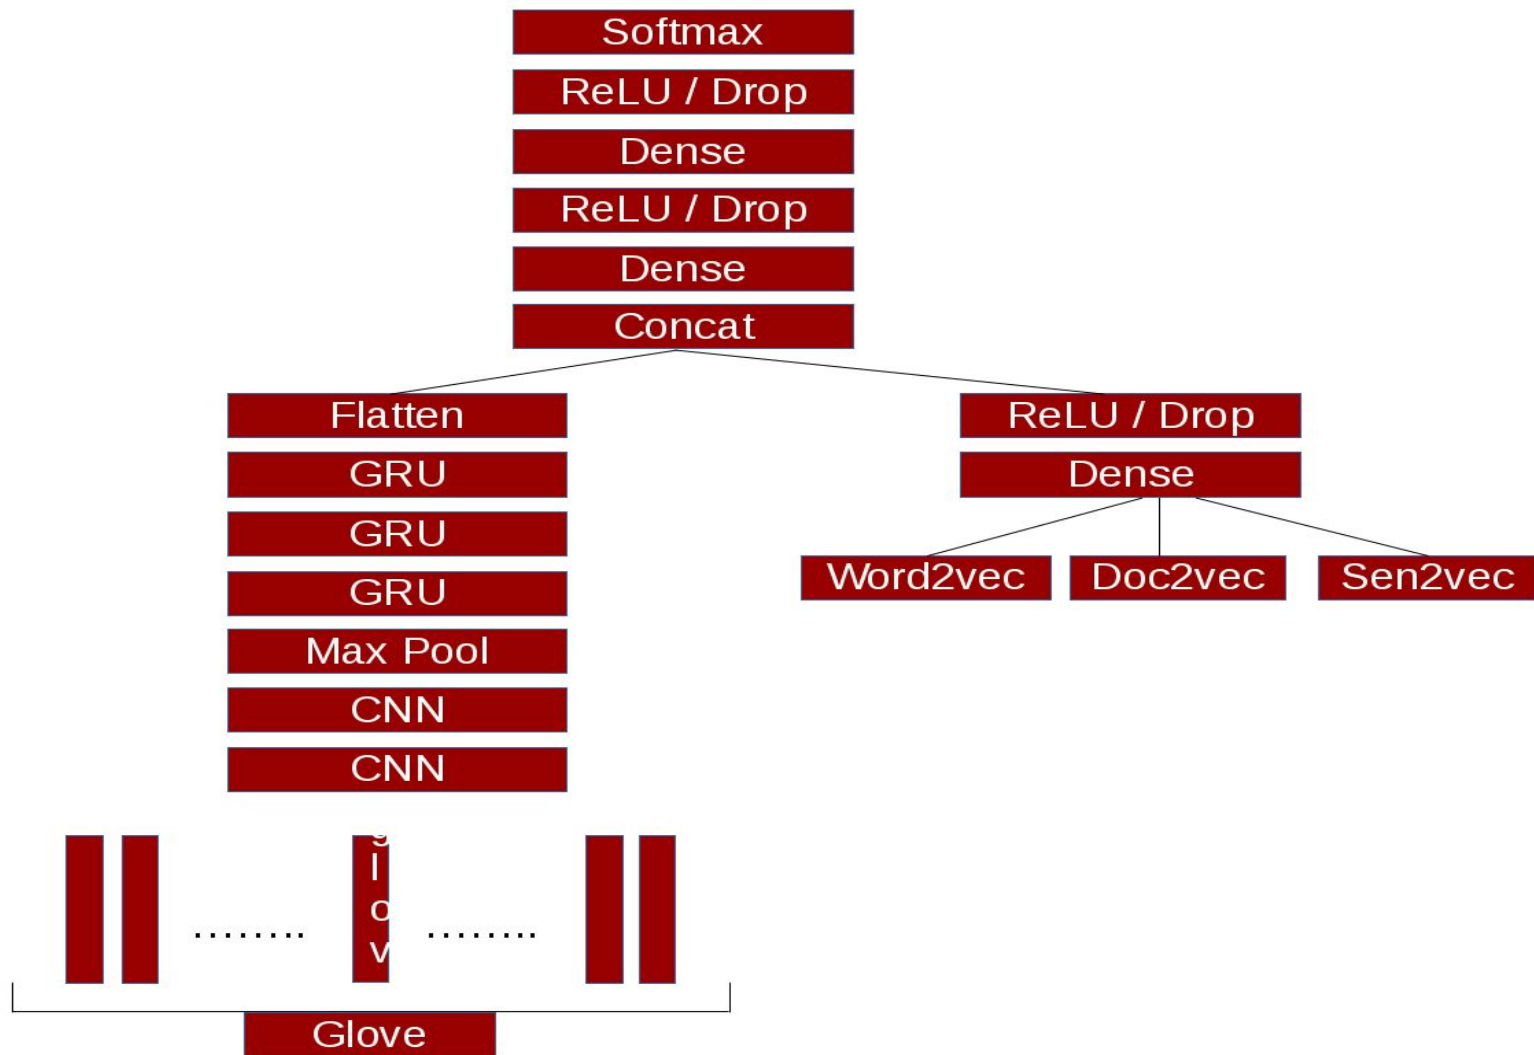 Softmax
ReLU / Drop
Dense
ReLU / Drop
Dense
Concat
Flatten
ReLU / Drop
GRU
Dense
GRU
Word2vec
Doc2vec
Sen2vec
GRU
Max Pool
CNN
CNN
g
l
o
v
........
........
Glove